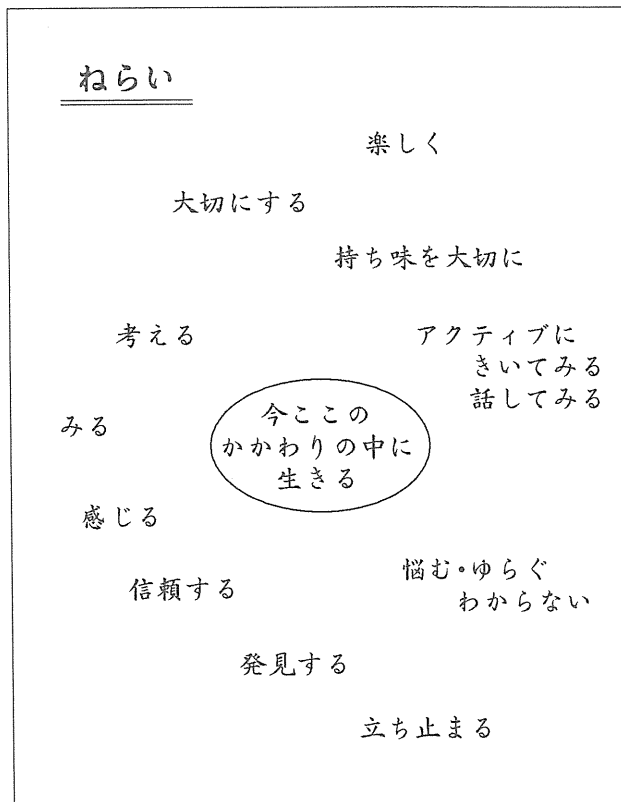 ねらい
楽しく
大切にする
持ち味を大切に
考える
アクティブに
きいてみる
話してみる
みる
今ここの
かかわりの中に
生きる
感じる
悩む・ゆらぐ
わからない
信頼する
発見する
立ち止まる